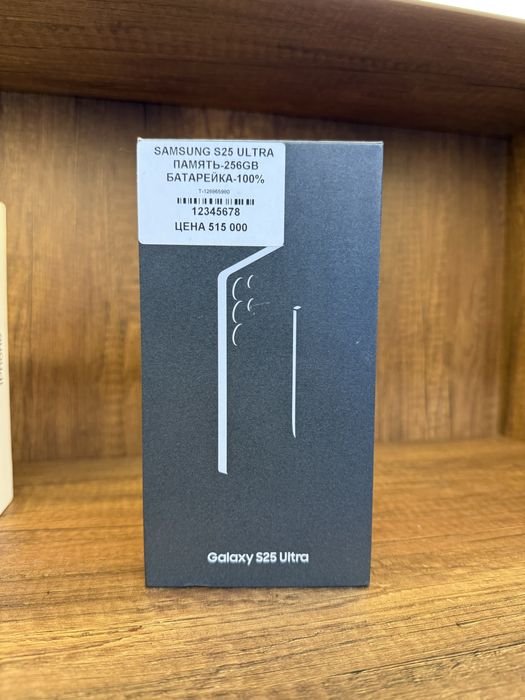 SAMSUNG S25 ULTRA
ПАМЯТЬ-256GB
БАТАРЕЙКА-100%
12345678
ЦЕНА 515 000
Galaxy S25 Ultra